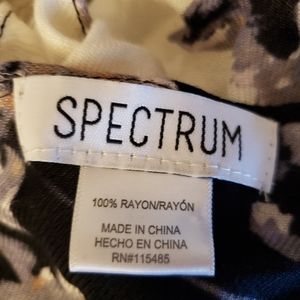 SPECTRUM
100% RAYON/RAYÓN
MADE IN CHINA
HECHO EN CHINA
RN#115485